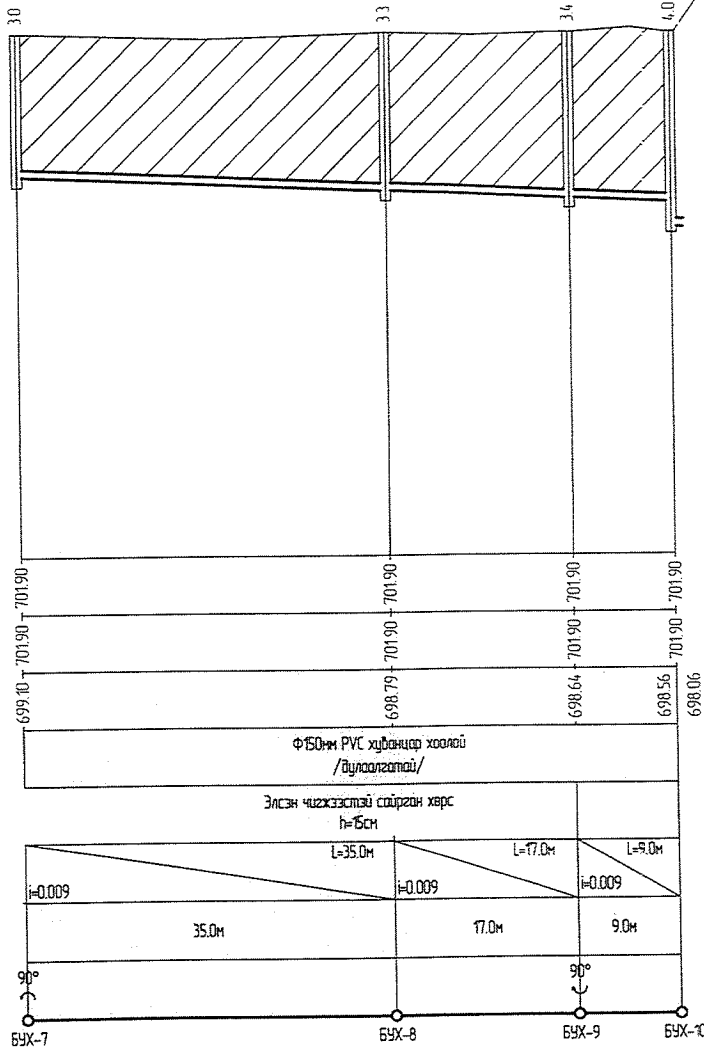 3.0
3.3
3.4
4.0
701.90
701.90
701.90
701.90
701.90
701.90
701.90
701.90
699.10
698.79
698.64
698.56
698.06
Ф150мм PVC хуванцар хоолой
/дулаалгатай/
Элсэн чигжээстэй сайрган хөрс
h=15см
L=35.0м
L=17.0м
L=9.0м
i=0.009
i=0.009
i=0.009
35.0м
17.0м
9.0м
90°
90°
БУХ-7
БУХ-8
БУХ-9
БУХ-10